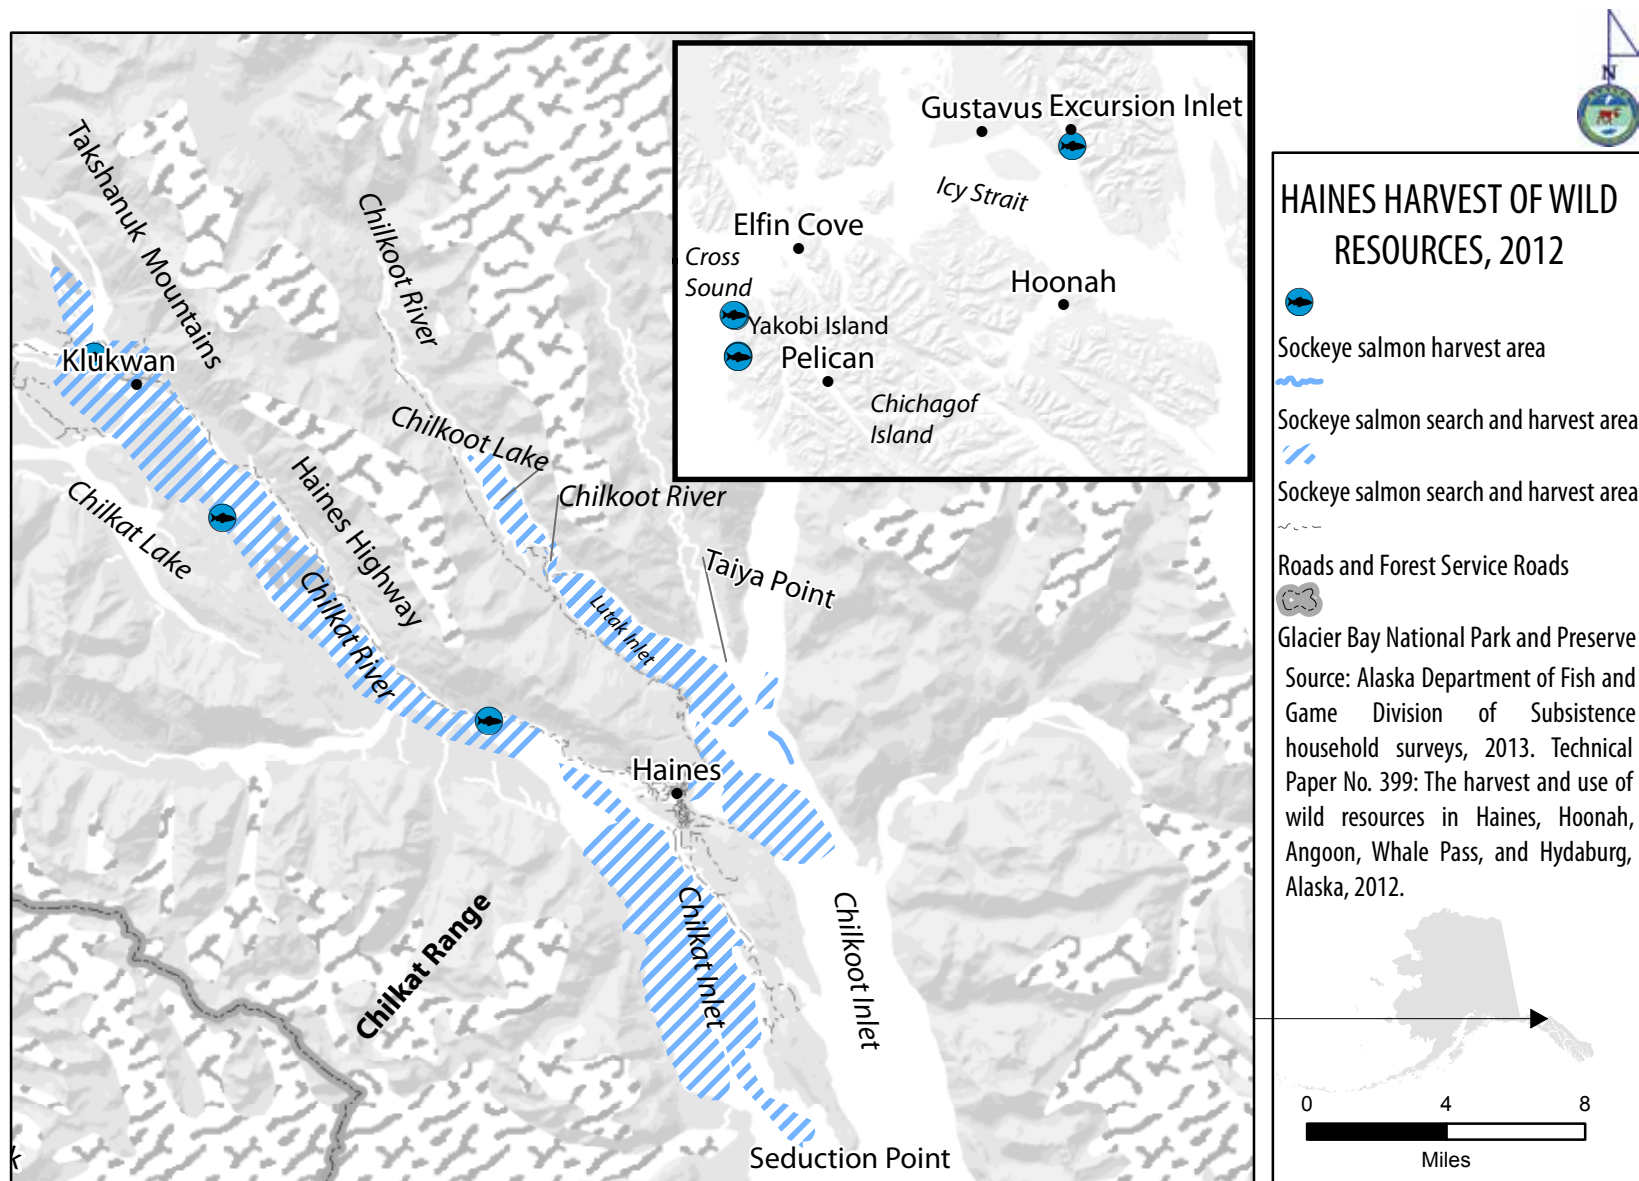 Takshanuk Mountains
Chilkoot River
Klukwan
Chilkoot Lake
Chilkoot River
Haines Highway
Chilkat Lake
Chilkat River
Taiya Point
Lutak Inlet
Haines
Chilkat Range
Chilkat Inlet
Chilkoot Inlet
Seduction Point
k
Gustavus
Excursion Inlet
Icy Strait
Elfin Cove
Cross
Sound
Hoonah
Yakobi Island
Pelican
Chichagof
Island
N
HAINES HARVEST OF WILD
RESOURCES, 2012
Sockeye salmon harvest area
Sockeye salmon search and harvest area
Sockeye salmon search and harvest area
Roads and Forest Service Roads
Glacier Bay National Park and Preserve
Source: Alaska Department of Fish and
Game Division of Subsistence
household surveys, 2013. Technical
Paper No. 399: The harvest and use of
wild resources in Haines, Hoonah,
Angoon, Whale Pass, and Hydaburg,
Alaska, 2012.
0 4 8
Miles